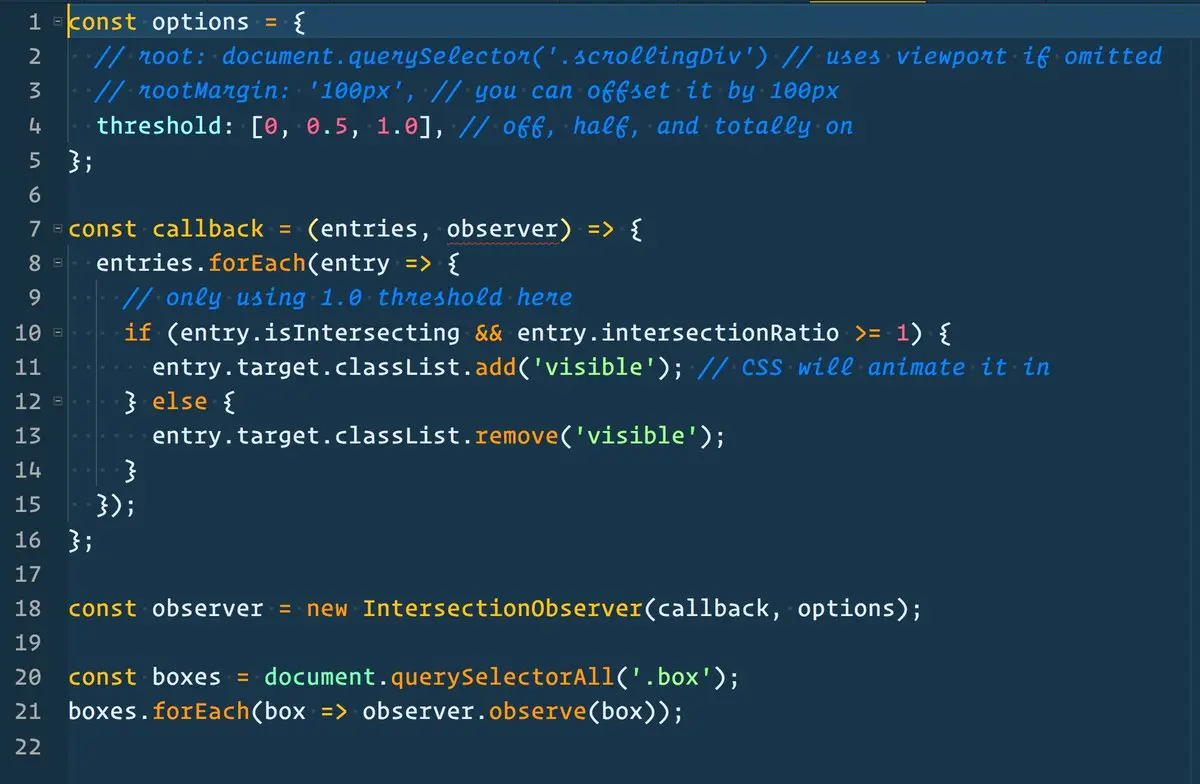 1 const options = {
2 // root: document.querySelector('.scrollingDiv') // uses viewport if omitted
3 // rootMargin: '100px', // you can offset it by 100px
4 threshold: [0, 0.5, 1.0], // off, half, and totally on
5 };
6
7 const callback = (entries, observer) => {
8 entries.forEach(entry => {
9 // only using 1.0 threshold here
10 if (entry.isIntersecting && entry.intersectionRatio >= 1) {
11 entry.target.classList.add('visible'); // CSS will animate it in
12 } else {
13 entry.target.classList.remove('visible');
14 }
15 });
16 };
17
18 const observer = new IntersectionObserver(callback, options);
19
20 const boxes = document.querySelectorAll('.box');
21 boxes.forEach(box => observer.observe(box));
22